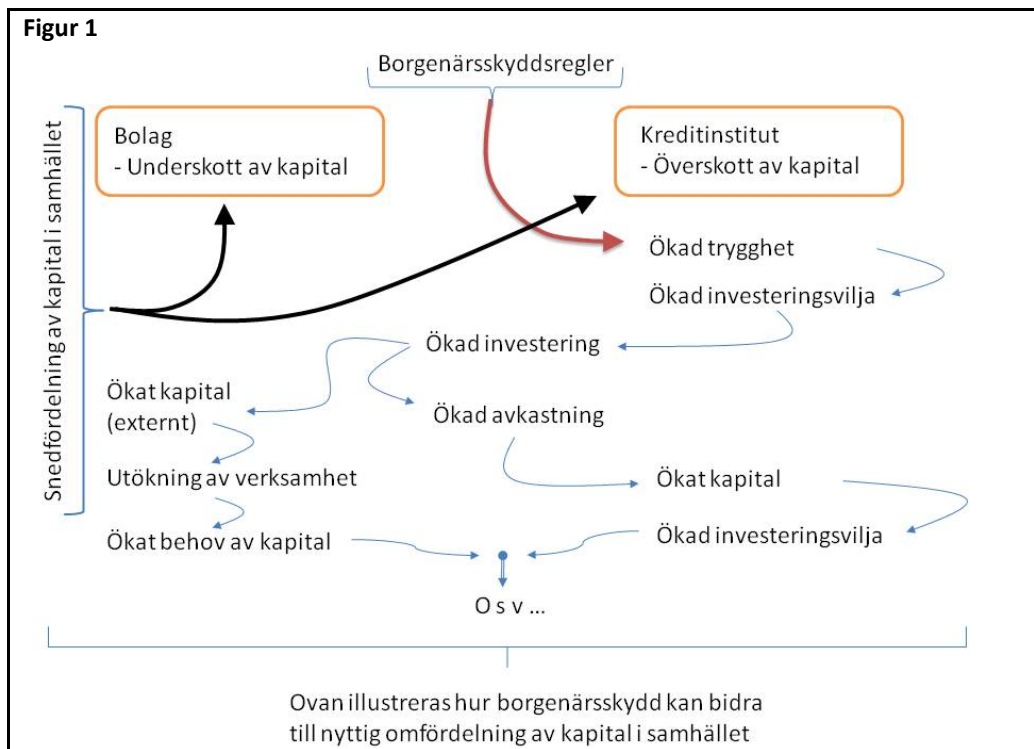 Figur 1
Borgenärsskyddsregler
Snedfördelning av kapital i samhället
Bolag
- Underskott av kapital
Kreditinstitut
- Överskott av kapital
Ökad trygghet
Ökad investeringsvilja
Ökad investering
Ökat kapital
(externt)
Ökad avkastning
Utökning av verksamhet
Ökat kapital
Ökat behov av kapital
Ökad investeringsvilja
O s v ...
Ovan illustreras hur borgenärsskydd kan bidra
till nyttig omfördelning av kapital i samhället